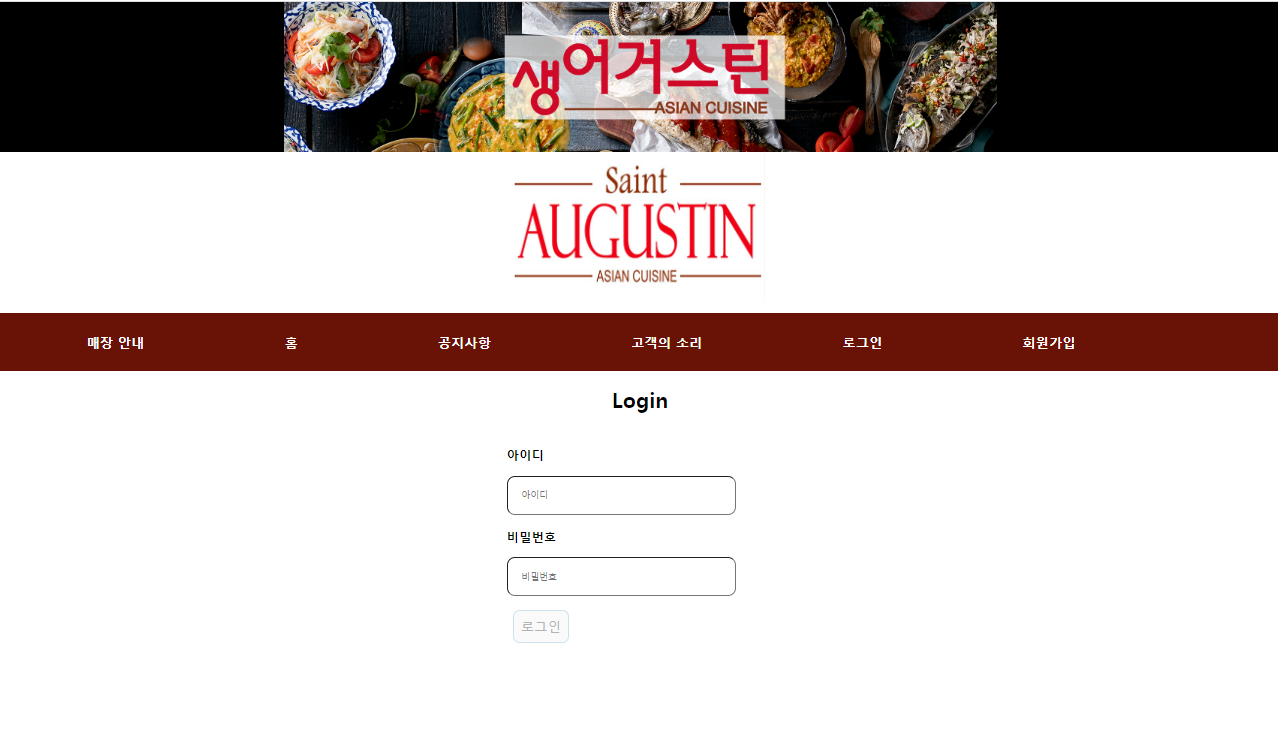 생어거스틴
ASIAN CUISINE
Saint
AUGUSTIN
ASIAN CUISINE
매장 안내 홈 공지사항 고객의 소리 로그인 회원가입
Login
아이디
아이디
비밀번호
비밀번호
로그인